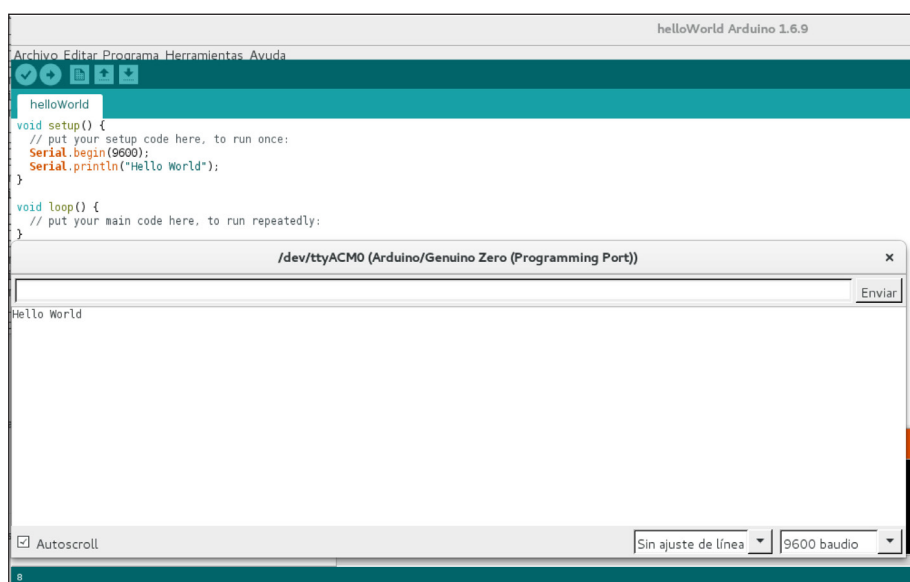 helloWorld Arduino 1.6.9
Archivo Editar Programa Herramientas Ayuda
helloWorld
void setup() {
  // put your setup code here, to run once:
  Serial.begin(9600);
  Serial.println("Hello World");
}

void loop() {
  // put your main code here, to run repeatedly:
}
/dev/ttyACM0 (Arduino/Genuino Zero (Programming Port))
Enviar
Hello World
Autoscroll
Sin ajuste de línea
9600 baudio
8